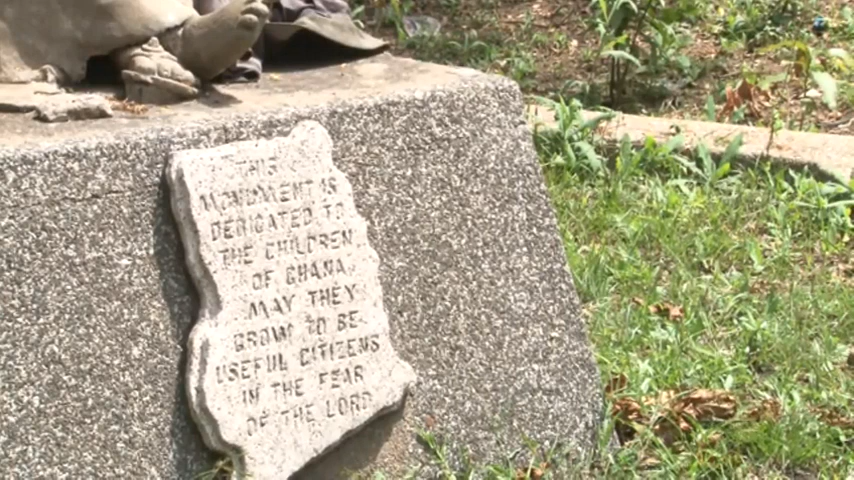 THIS
MONUMENT IS
DEDICATED TO
THE CHILDREN
OF GHANA.
MAY THEY
GROW TO BE
USEFUL CITIZENS
IN THE FEAR
OF THE LORD